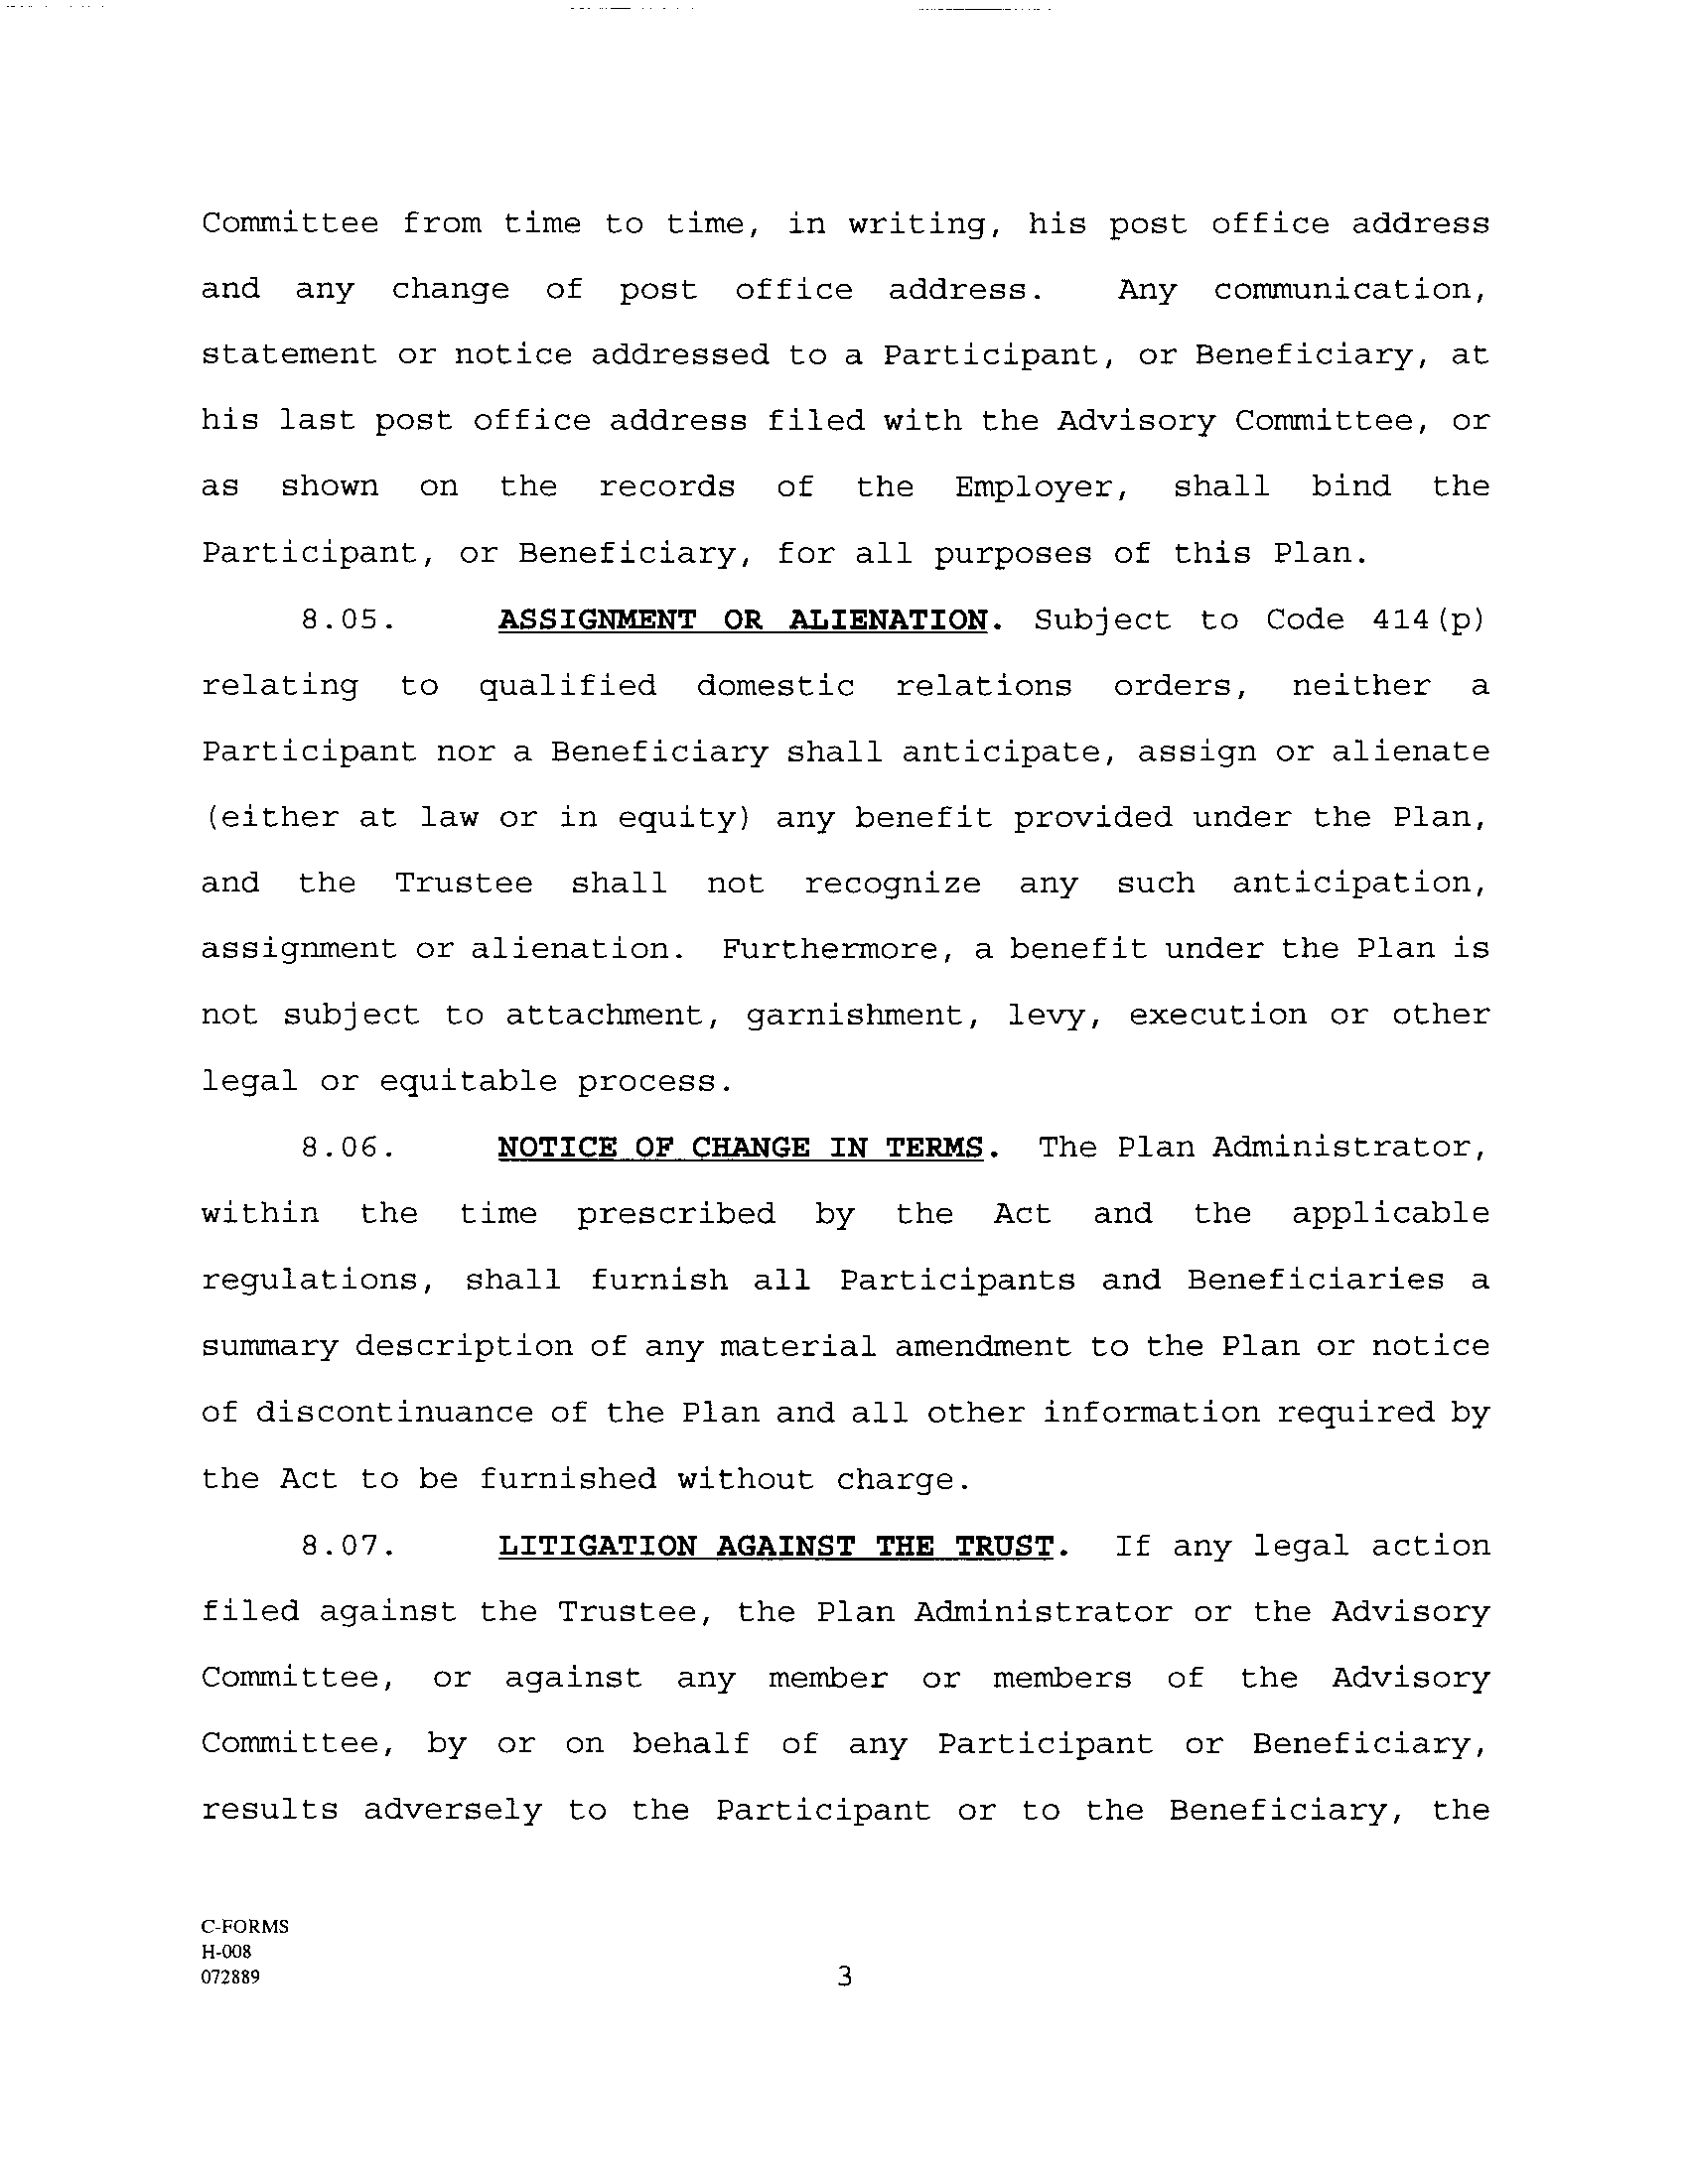 Committee from time to time, in writing, his post office address
and any change of post office address. Any communication,
statement or notice addressed to a Participant, or Beneficiary, at
his last post office address filed with the Advisory Committee, or
as shown on the records of the Employer, shall bind the
Participant, or Beneficiary, for all purposes of this Plan.
8.05. ASSIGNMENT OR ALIENATION. Subject to Code 414(p)
relating to qualified domestic relations orders, neither a
Participant nor a Beneficiary shall anticipate, assign or alienate
(either at law or in equity) any benefit provided under the Plan,
and the Trustee shall not recognize any such anticipation,
assignment or alienation. Furthermore, a benefit under the Plan is
not subject to attachment, garnishment, levy, execution or other
legal or equitable process.
8.06. NOTICE OF CHANGE IN TERMS. The Plan Administrator,
within the time prescribed by the Act and the applicable
regulations, shall furnish all Participants and Beneficiaries a
summary description of any material amendment to the Plan or notice
of discontinuance of the Plan and all other information required by
the Act to be furnished without charge.
8.07. LITIGATION AGAINST THE TRUST. If any legal action
filed against the Trustee, the Plan Administrator or the Advisory
Committee, or against any member or members of the Advisory
Committee, by or on behalf of any Participant or Beneficiary,
results adversely to the Participant or to the Beneficiary, the
C-FORMS
H-008
072889
3